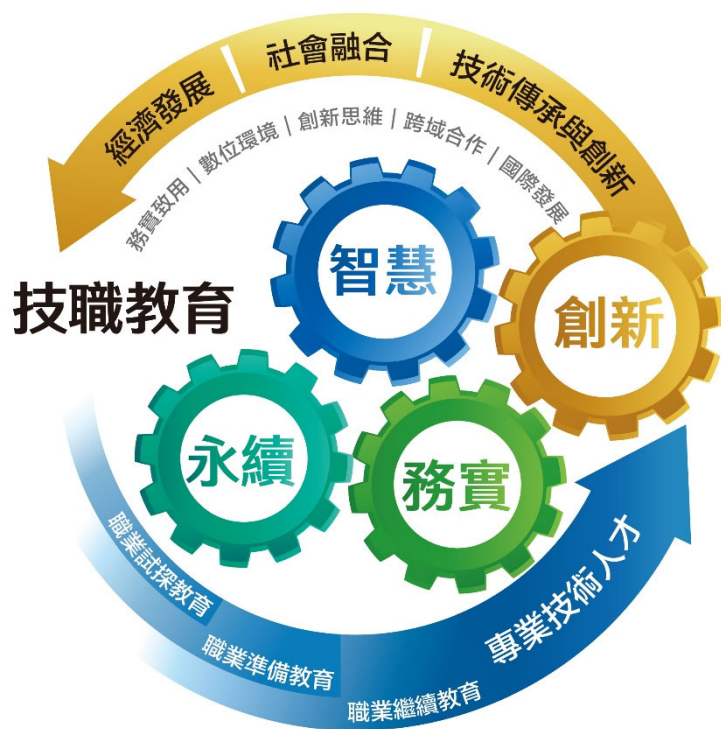 經濟發展 | 社會融合 | 技術傳承與創新
務實致用 | 數位環境 | 創新思維 | 跨域合作 | 國際發展
智慧
創新
技職教育
永續
務實
職業試探教育
職業準備教育
職業繼續教育
專業技術人才